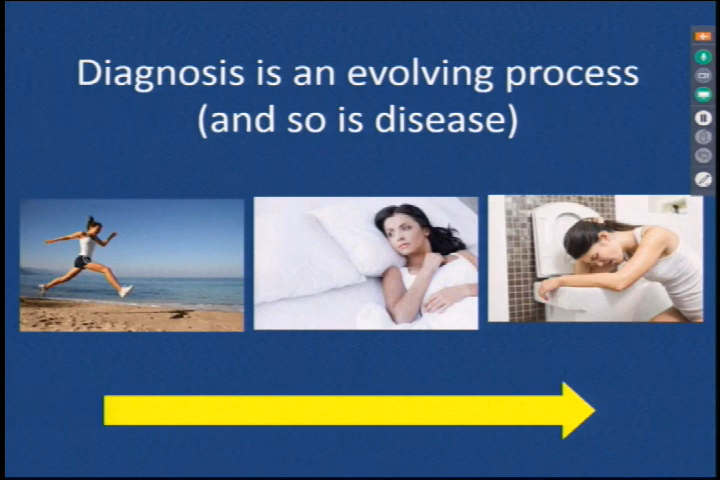 Diagnosis is an evolving process
(and so is disease)